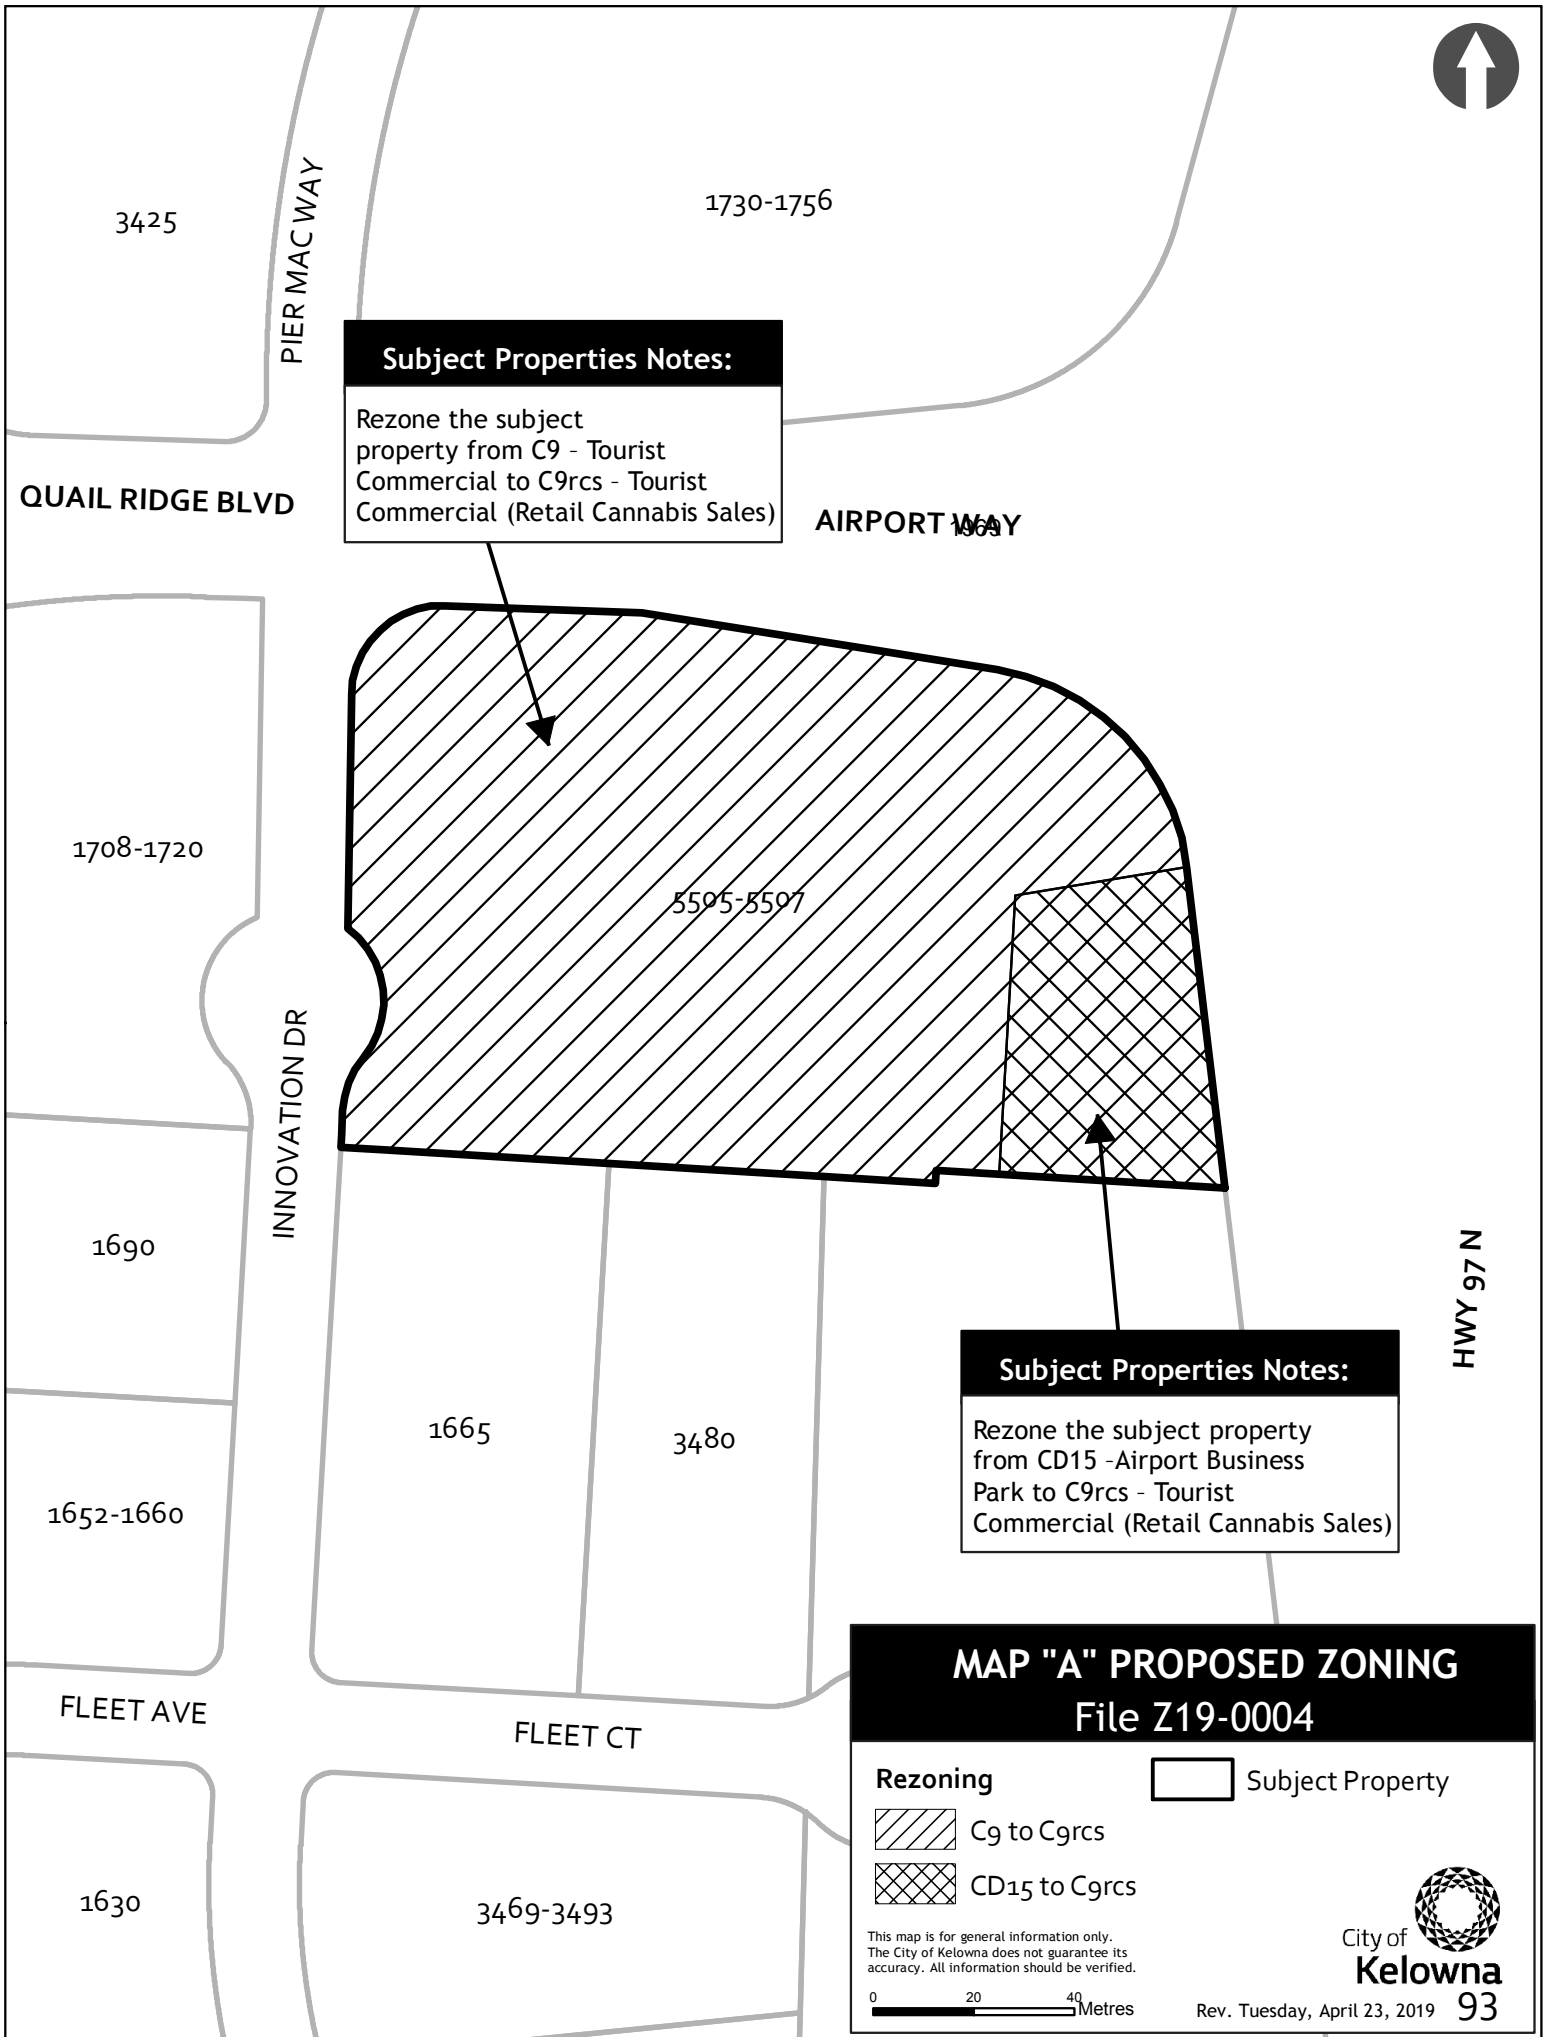 3425
PIER MAC WAY
1730-1756
Subject Properties Notes:
Rezone the subject
property from C9 - Tourist
Commercial to C9rcs - Tourist
Commercial (Retail Cannabis Sales)
QUAIL RIDGE BLVD
AIRPORT WAY
1969
1708-1720
5505-5507
INNOVATION DR
1690
HWY 97 N
Subject Properties Notes:
Rezone the subject property
from CD15 -Airport Business
Park to C9rcs - Tourist
Commercial (Retail Cannabis Sales)
1665
3480
1652-1660
FLEET AVE
FLEET CT
1630
3469-3493
MAP "A" PROPOSED ZONING
File Z19-0004
Rezoning
Subject Property
C9 to C9rcs
CD15 to C9rcs
This map is for general information only.
The City of Kelowna does not guarantee its
accuracy. All information should be verified.
0 20 40
Metres
City of
Kelowna
Rev. Tuesday, April 23, 2019
93